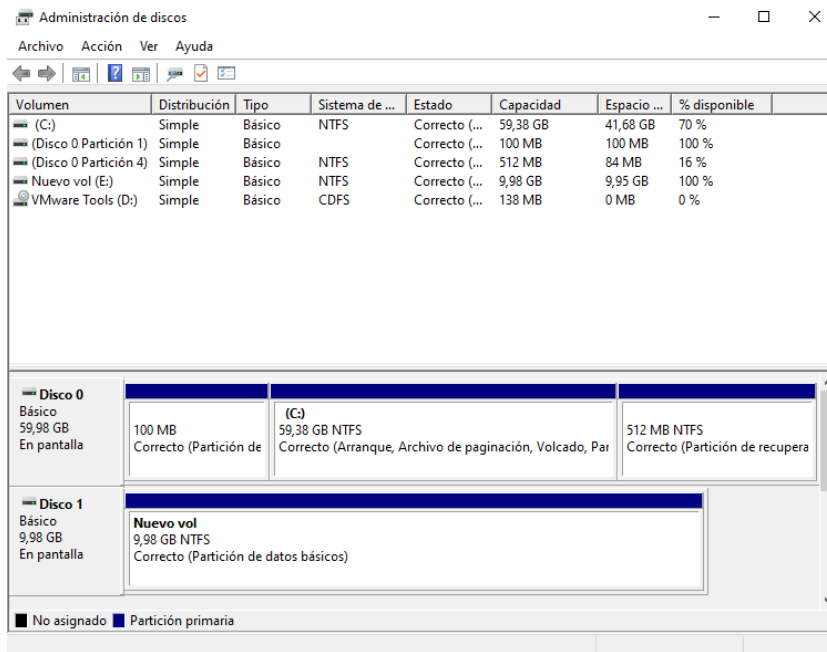 Administración de discos
Archivo Acción Ver Ayuda
Volumen Distribución Tipo Sistema de ... Estado Capacidad Espacio ... % disponible
(C:) Simple Básico NTFS Correcto (... 59,38 GB 41,68 GB 70 %
(Disco 0 Partición 1) Simple Básico Correcto (... 100 MB 100 MB 100 %
(Disco 0 Partición 4) Simple Básico NTFS Correcto (... 512 MB 84 MB 16 %
Nuevo vol (E:) Simple Básico NTFS Correcto (... 9,98 GB 9,95 GB 100 %
VMware Tools (D:) Simple Básico CDFS Correcto (... 138 MB 0 MB 0 %
Disco 0
Básico
59,98 GB
En pantalla
100 MB
Correcto (Partición de
(C:)
59,38 GB NTFS
Correcto (Arranque, Archivo de paginación, Volcado, Par
512 MB NTFS
Correcto (Partición de recupera
Disco 1
Básico
9,98 GB
En pantalla
Nuevo vol
9,98 GB NTFS
Correcto (Partición de datos básicos)
No asignado Partición primaria